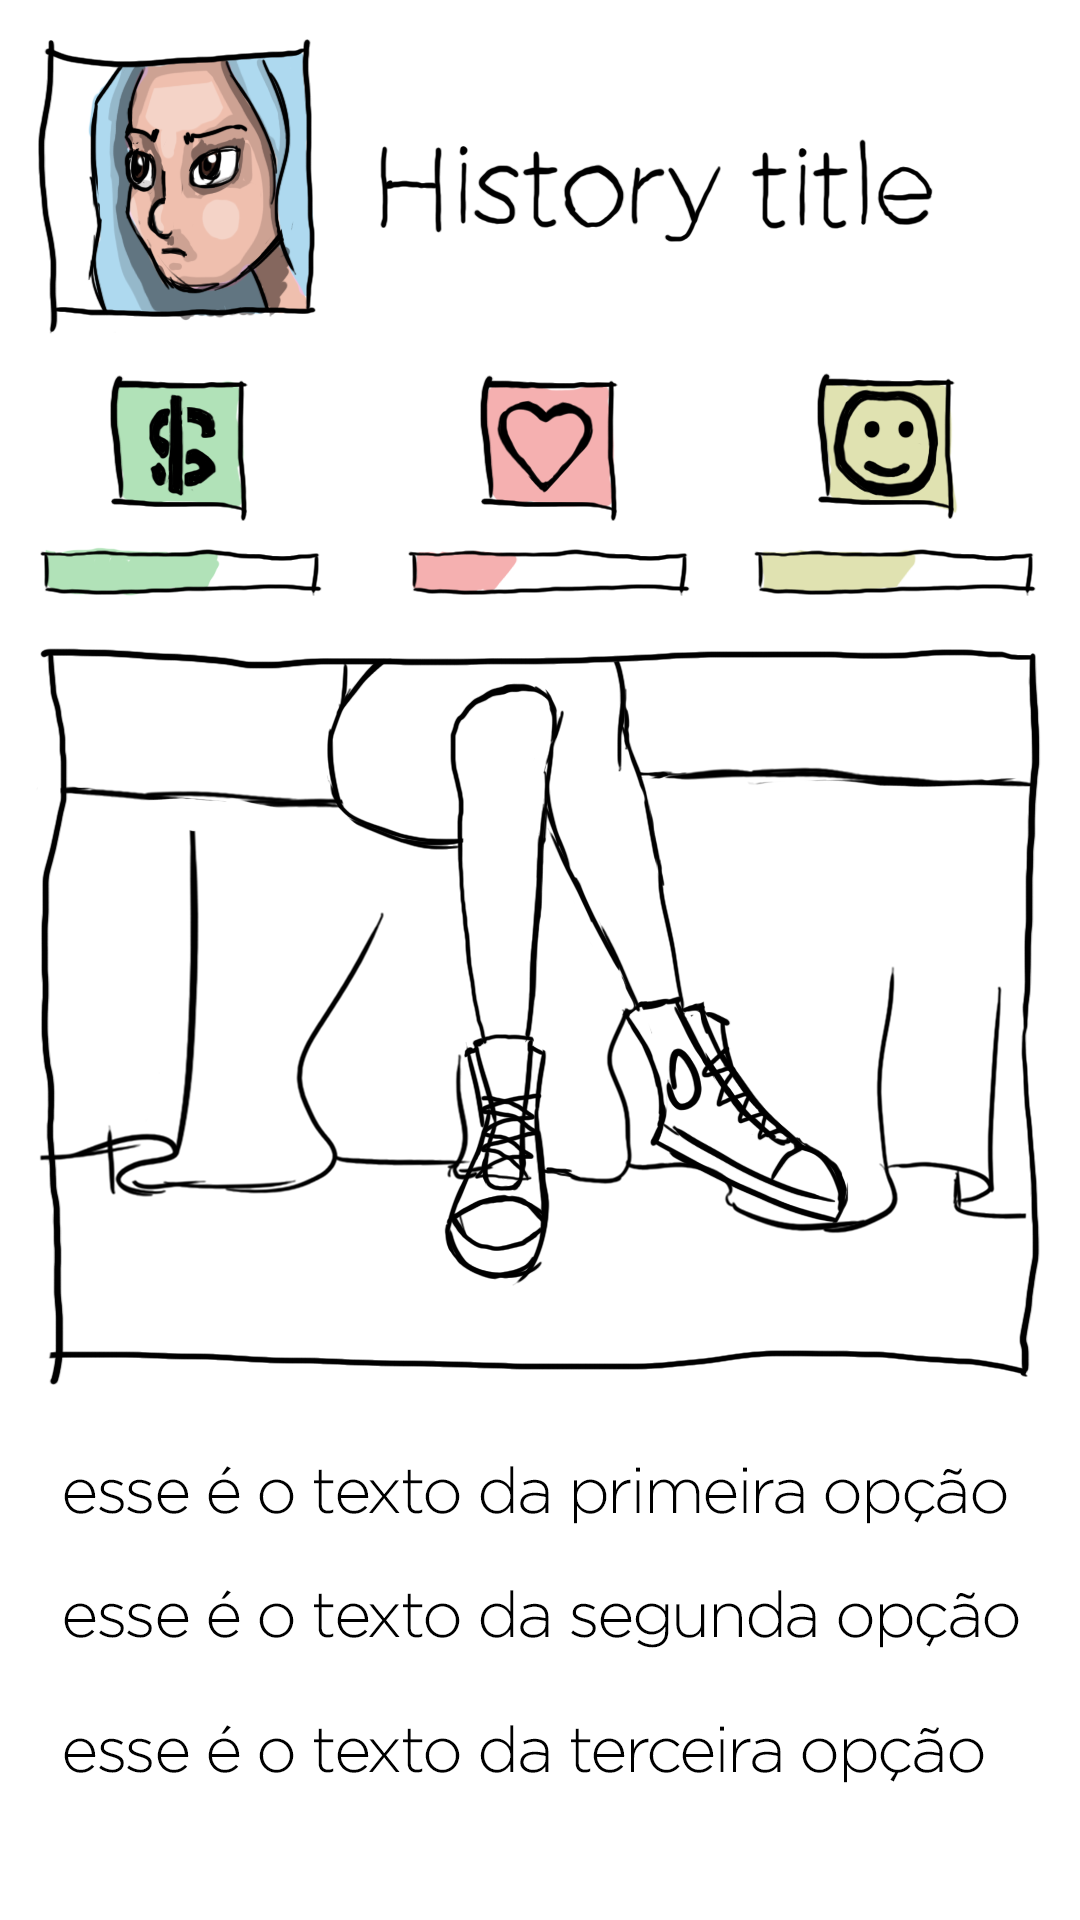 History title
$
esse é o texto da primeira opção
esse é o texto da segunda opção
esse é o texto da terceira opção